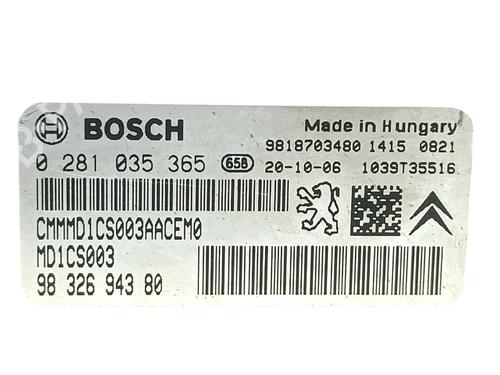 BOSCH
Made in Hungary
9818703480 1415 0821
0 281 035 365 65B 20-10-06 1039T35516
CMMMD1CS003AACEM0
MD1CS003
98 326 943 80